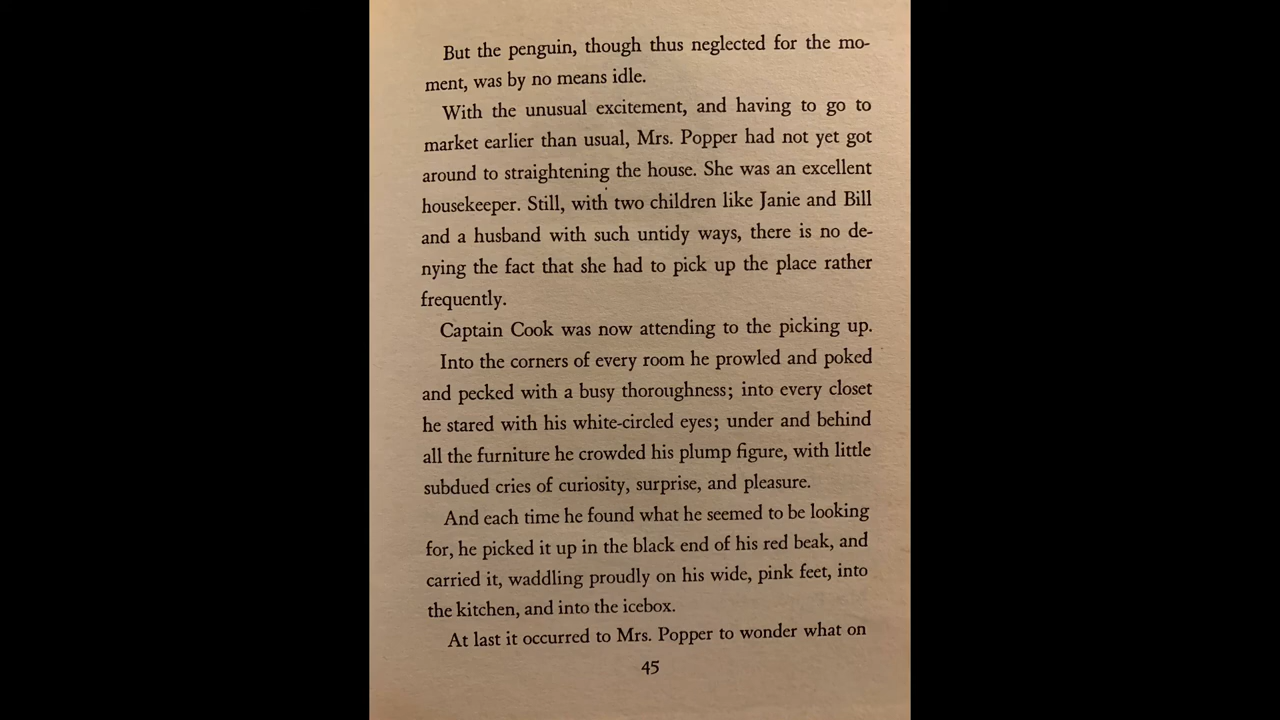 But the penguin, though thus neglected for the mo-
ment, was by no means idle.
With the unusual excitement, and having to go to
market earlier than usual, Mrs. Popper had not yet got
around to straightening the house. She was an excellent
housekeeper. Still, with two children like Janie and Bill
and a husband with such untidy ways, there is no de-
nying the fact that she had to pick up the place rather
frequently.
Captain Cook was now attending to the picking up.
Into the corners of every room he prowled and poked
and pecked with a busy thoroughness; into every closet
he stared with his white-circled eyes; under and behind
all the furniture he crowded his plump figure, with little
subdued cries of curiosity, surprise, and pleasure.
And each time he found what he seemed to be looking
for, he picked it up in the black end of his red beak, and
carried it, waddling proudly on his wide, pink feet, into
the kitchen, and into the icebox.
At last it occurred to Mrs. Popper to wonder what on
45